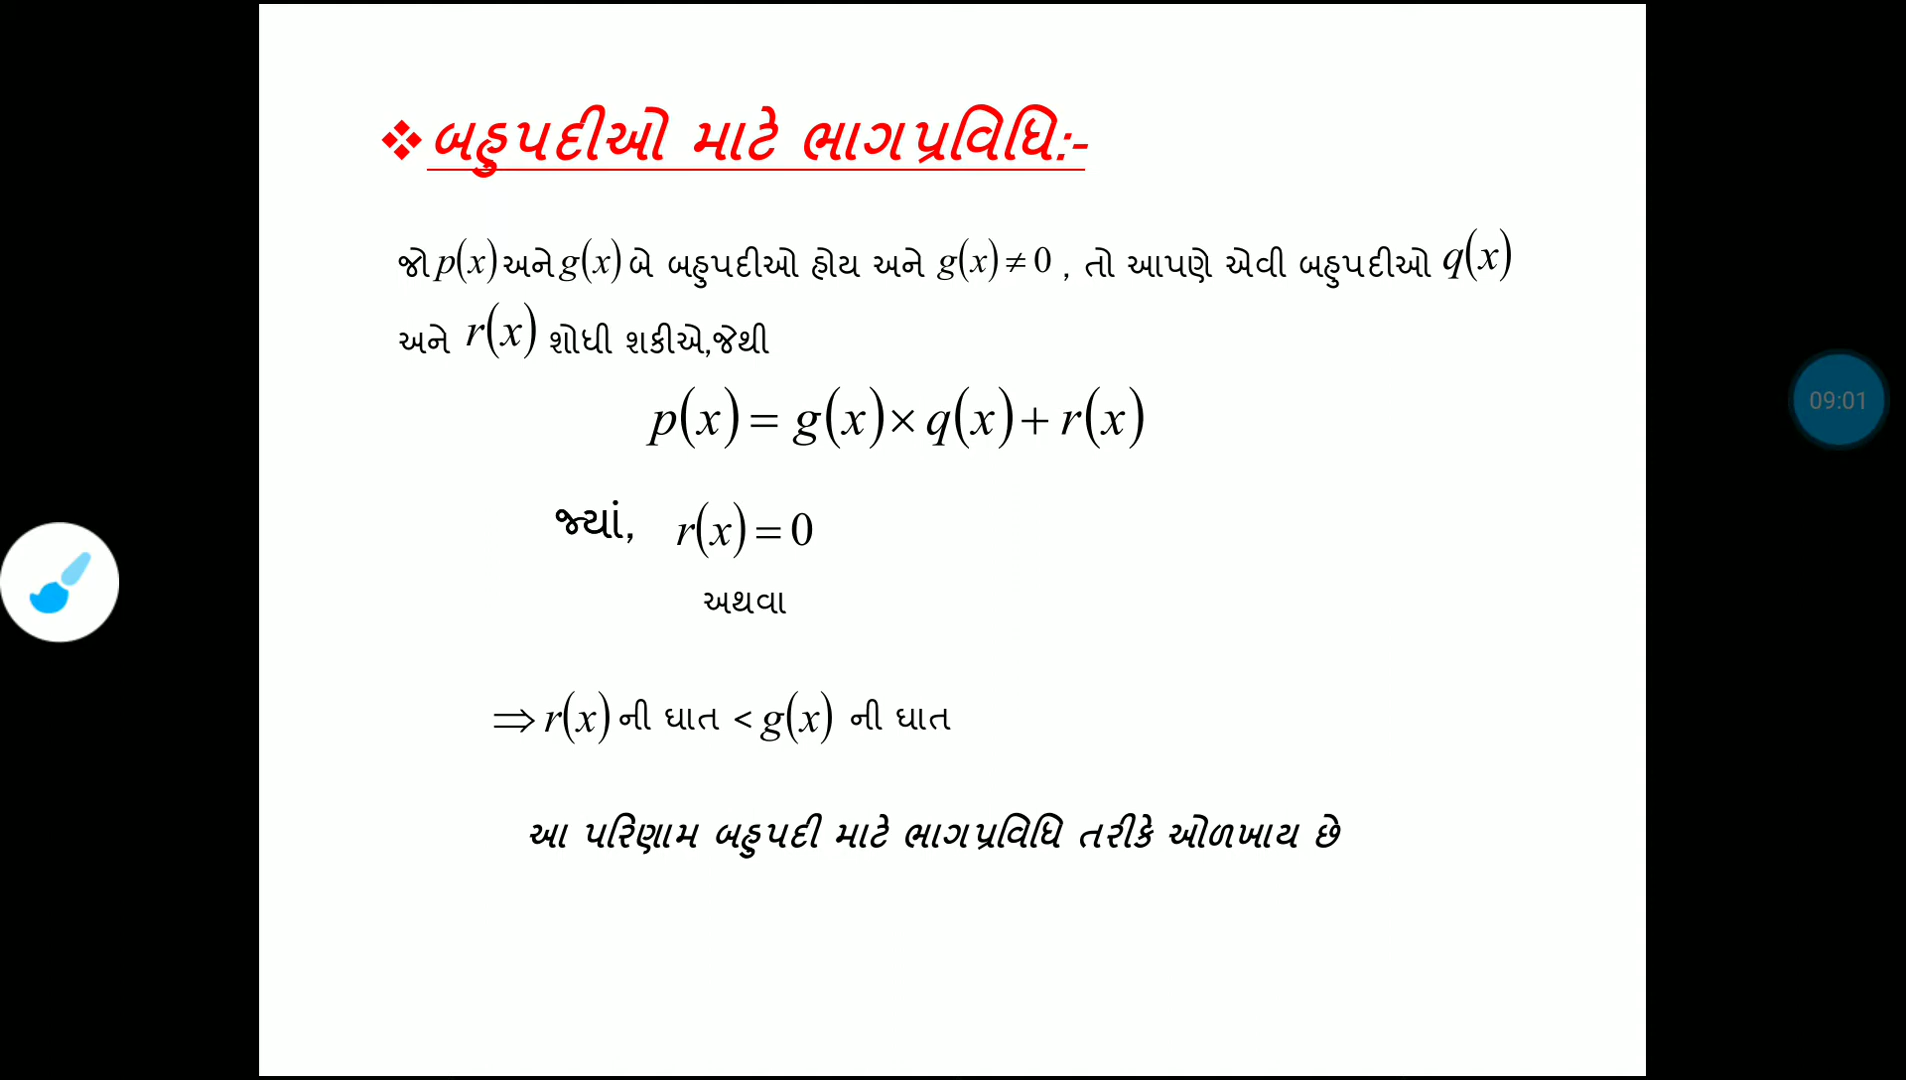 ❖બહુપદીઓ માટે ભાગપ્રવિધિ:-
જો p(x) અને g(x) બે બહુપદીઓ હોય અને g(x) ≠ 0 , તો આપણે એવી બહુપદીઓ q(x)
અને r(x) શોધી શકીએ,જેથી
p(x) = g(x) × q(x) + r(x)
જ્યાં, r(x) = 0
અથવા
⇒ r(x) ની ઘાત < g(x) ની ઘાત
આ પરિણામ બહુપદી માટે ભાગપ્રવિધિ તરીકે ઓળખાય છે
09:01